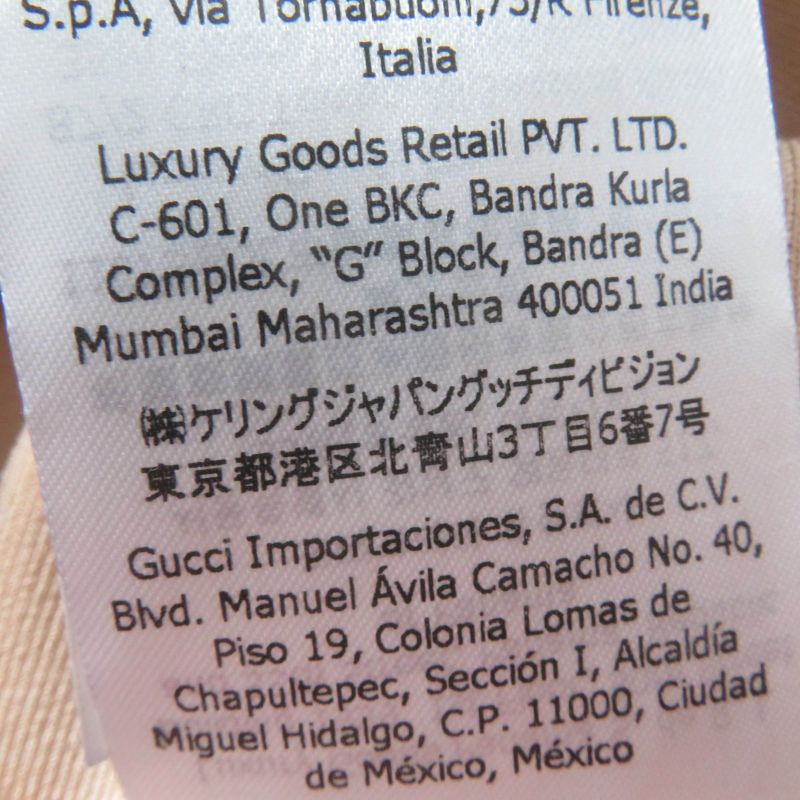 S.p.A, Via Tornabuoni,73/R Firenze,
Italia
Luxury Goods Retail PVT. LTD.
C-601, One BKC, Bandra Kurla
Complex, “G” Block, Bandra (E)
Mumbai Maharashtra 400051 India
㈱ケリングジャパングッチディビジョン
東京都港区北青山3丁目6番7号
Gucci Importaciones, S.A. de C.V.
Blvd. Manuel Ávila Camacho No. 40,
Piso 19, Colonia Lomas de
Chapultepec, Sección I, Alcaldía
Miguel Hidalgo, C.P. 11000, Ciudad
de México, México